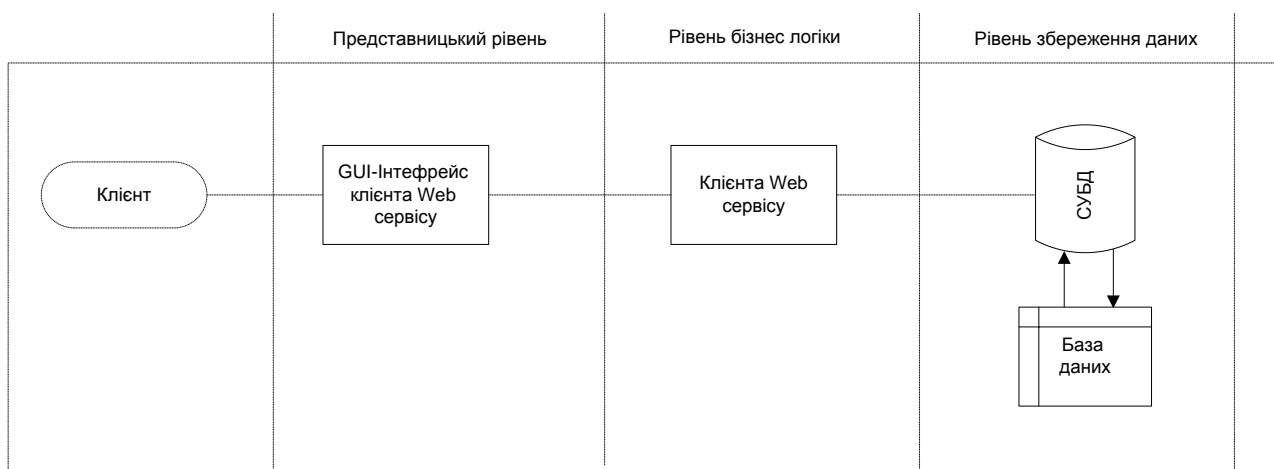 Представницький рівень
Рівень бізнес логіки
Рівень збереження даних
Клієнт
GUI-Інтефрейс
клієнта Web
сервісу
Клієнта Web
сервісу
СУБД
База
даних